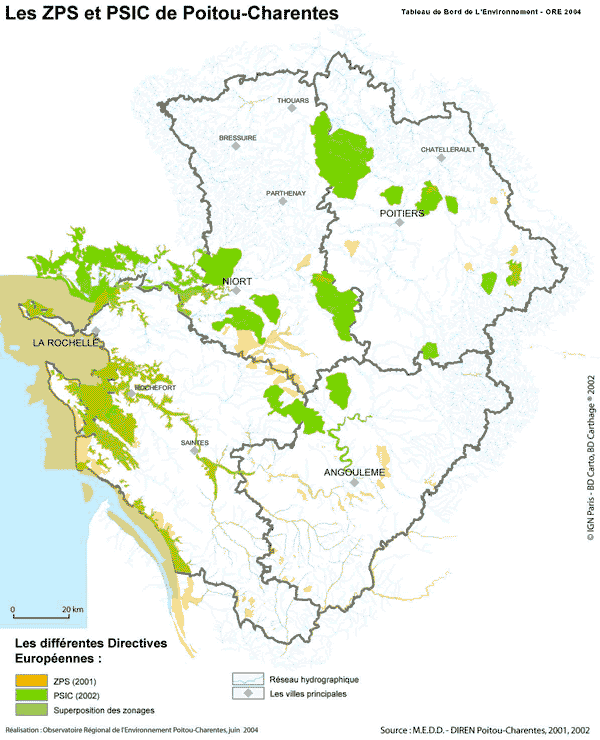 Les ZPS et PSIC de Poitou-Charentes
Tableau de Bord de L'Environnement - ORE 2004
THOUARS
BRESSUIRE
CHATELLERAULT
PARTHENAY
POITIERS
NIORT
LA ROCHELLE
ROCHEFORT
SAINTES
ANGOULEME
© IGN Paris - BD Carto, BD Carthage ® 2002
0 20 km
Les différentes Directives
Européennes :
ZPS (2001)
PSIC (2002)
Superposition des zonages
Réseau hydrographique
Les villes principales
Réalisation : Observatoire Régional de l'Environnement Poitou-Charentes, juin 2004
Source : M.E.D.D. - DIREN Poitou-Charentes, 2001, 2002